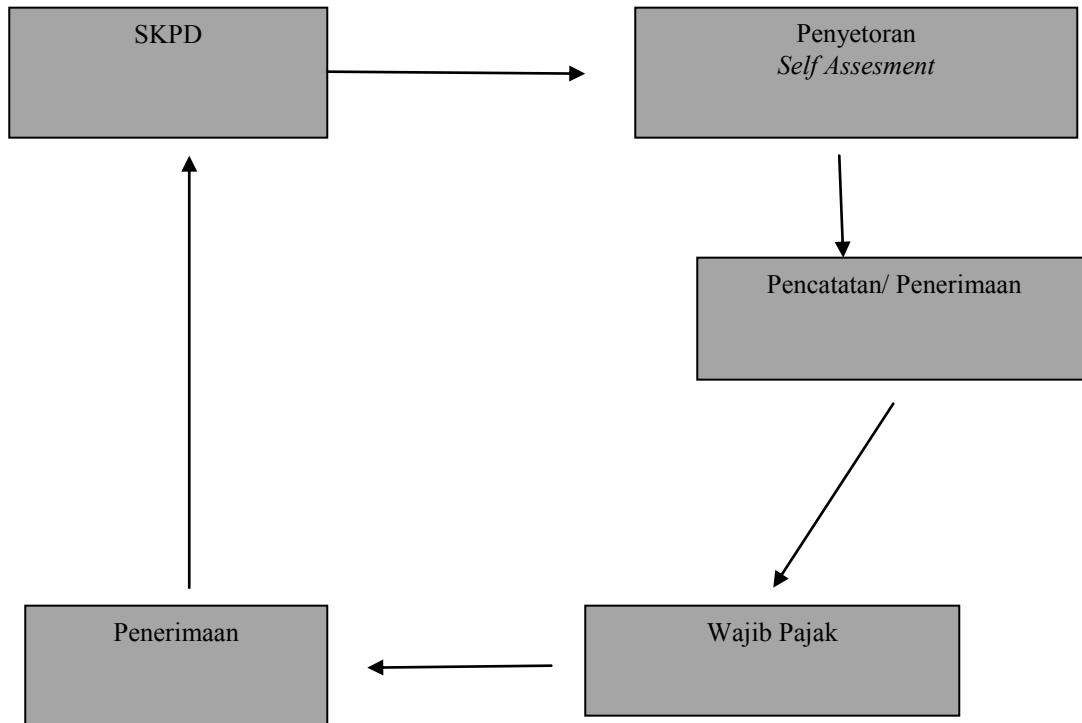 SKPD
Penyetoran
Self Assesment
Pencatatan/ Penerimaan
Wajib Pajak
Penerimaan